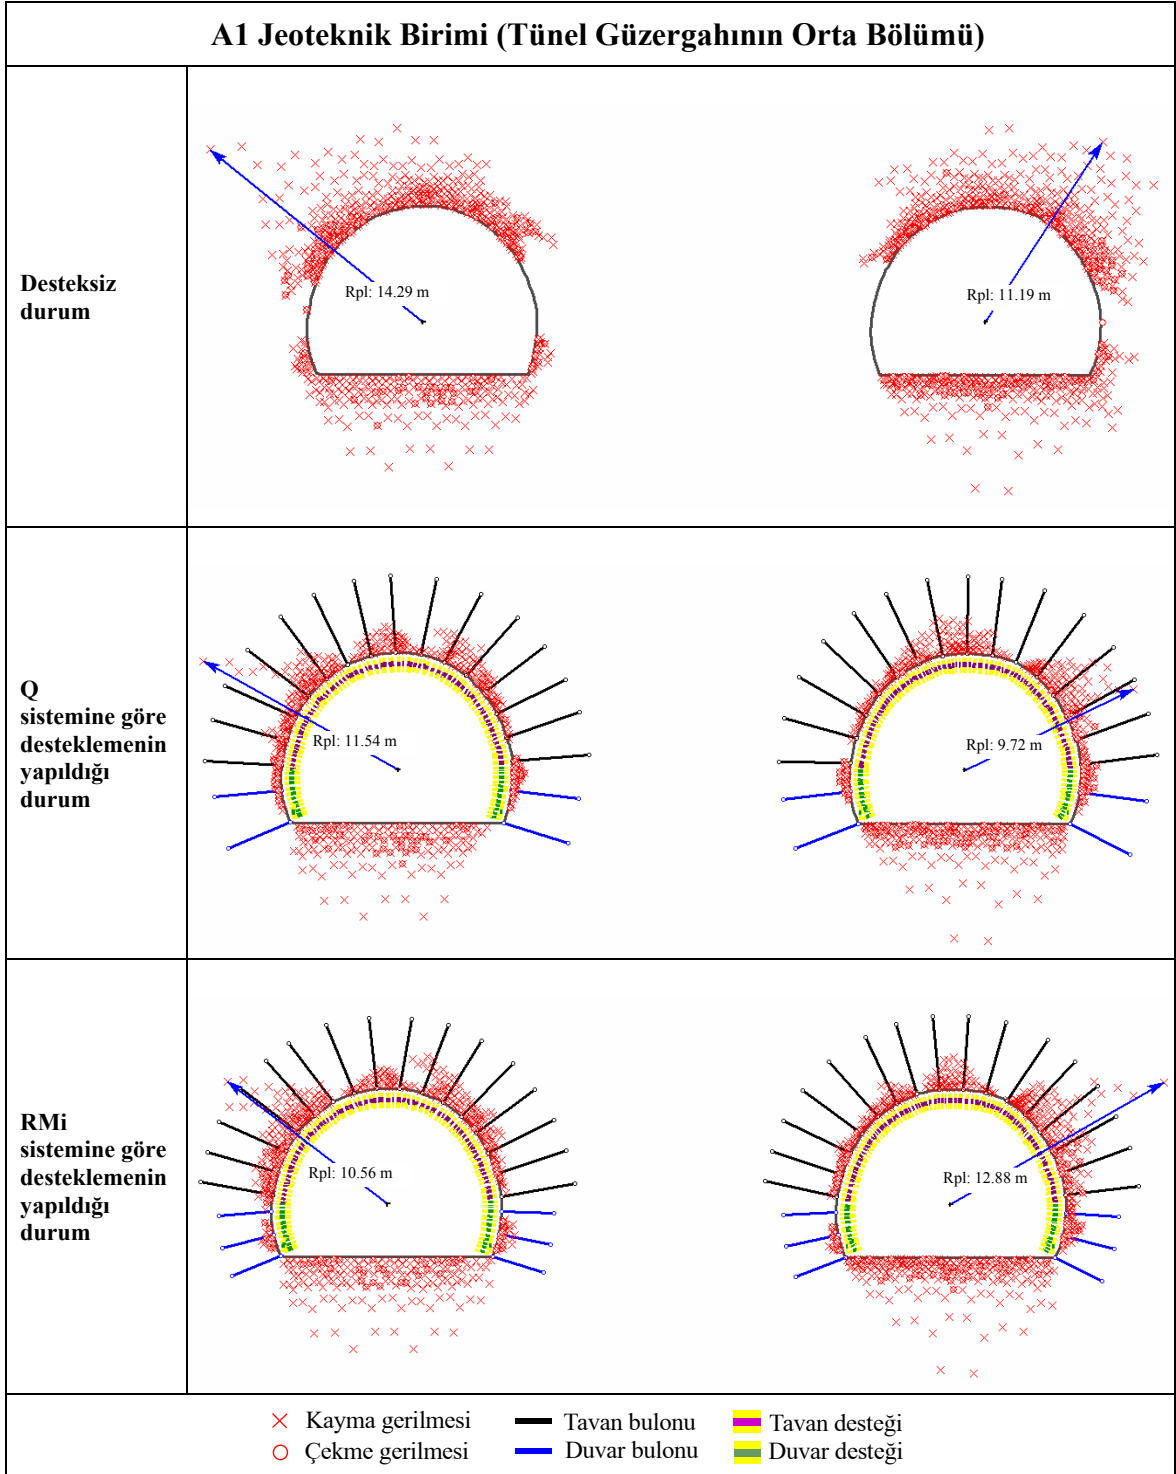 A1 Jeoteknik Birimi (Tünel Güzergahının Orta Bölümü)
Desteksiz
durum
Rpl: 14.29 m
Rpl: 11.19 m
Q
sistemine göre
desteklemenin
yapıldığı
durum
Rpl: 11.54 m
Rpl: 9.72 m
RMi
sistemine göre
desteklemenin
yapıldığı
durum
Rpl: 10.56 m
Rpl: 12.88 m
Kayma gerilmesi
Tavan bulonu
Tavan desteği
Çekme gerilmesi
Duvar bulonu
Duvar desteği